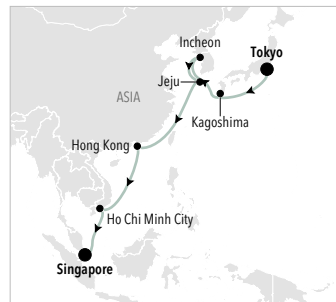 Incheon
Tokyo
Jeju
ASIA
Kagoshima
Hong Kong
Ho Chi Minh City
Singapore